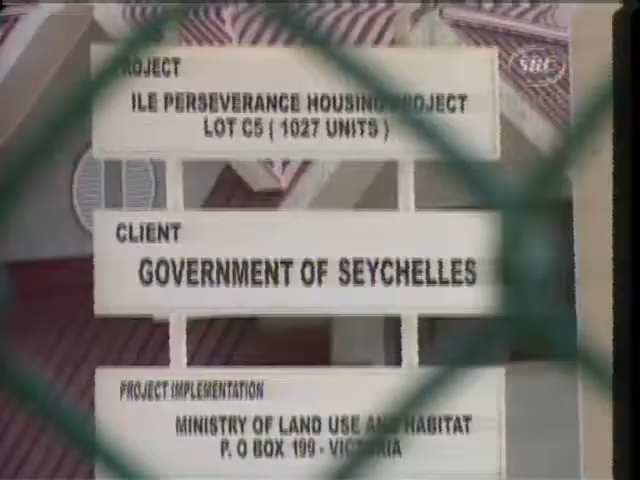 SBC
PROJECT
ILE PERSEVERANCE HOUSING PROJECT
LOT C5 ( 1027 UNITS )
CLIENT
GOVERNMENT OF SEYCHELLES
PROJECT IMPLEMENTATION
MINISTRY OF LAND USE AND HABITAT
P. O BOX 199 - VICTORIA